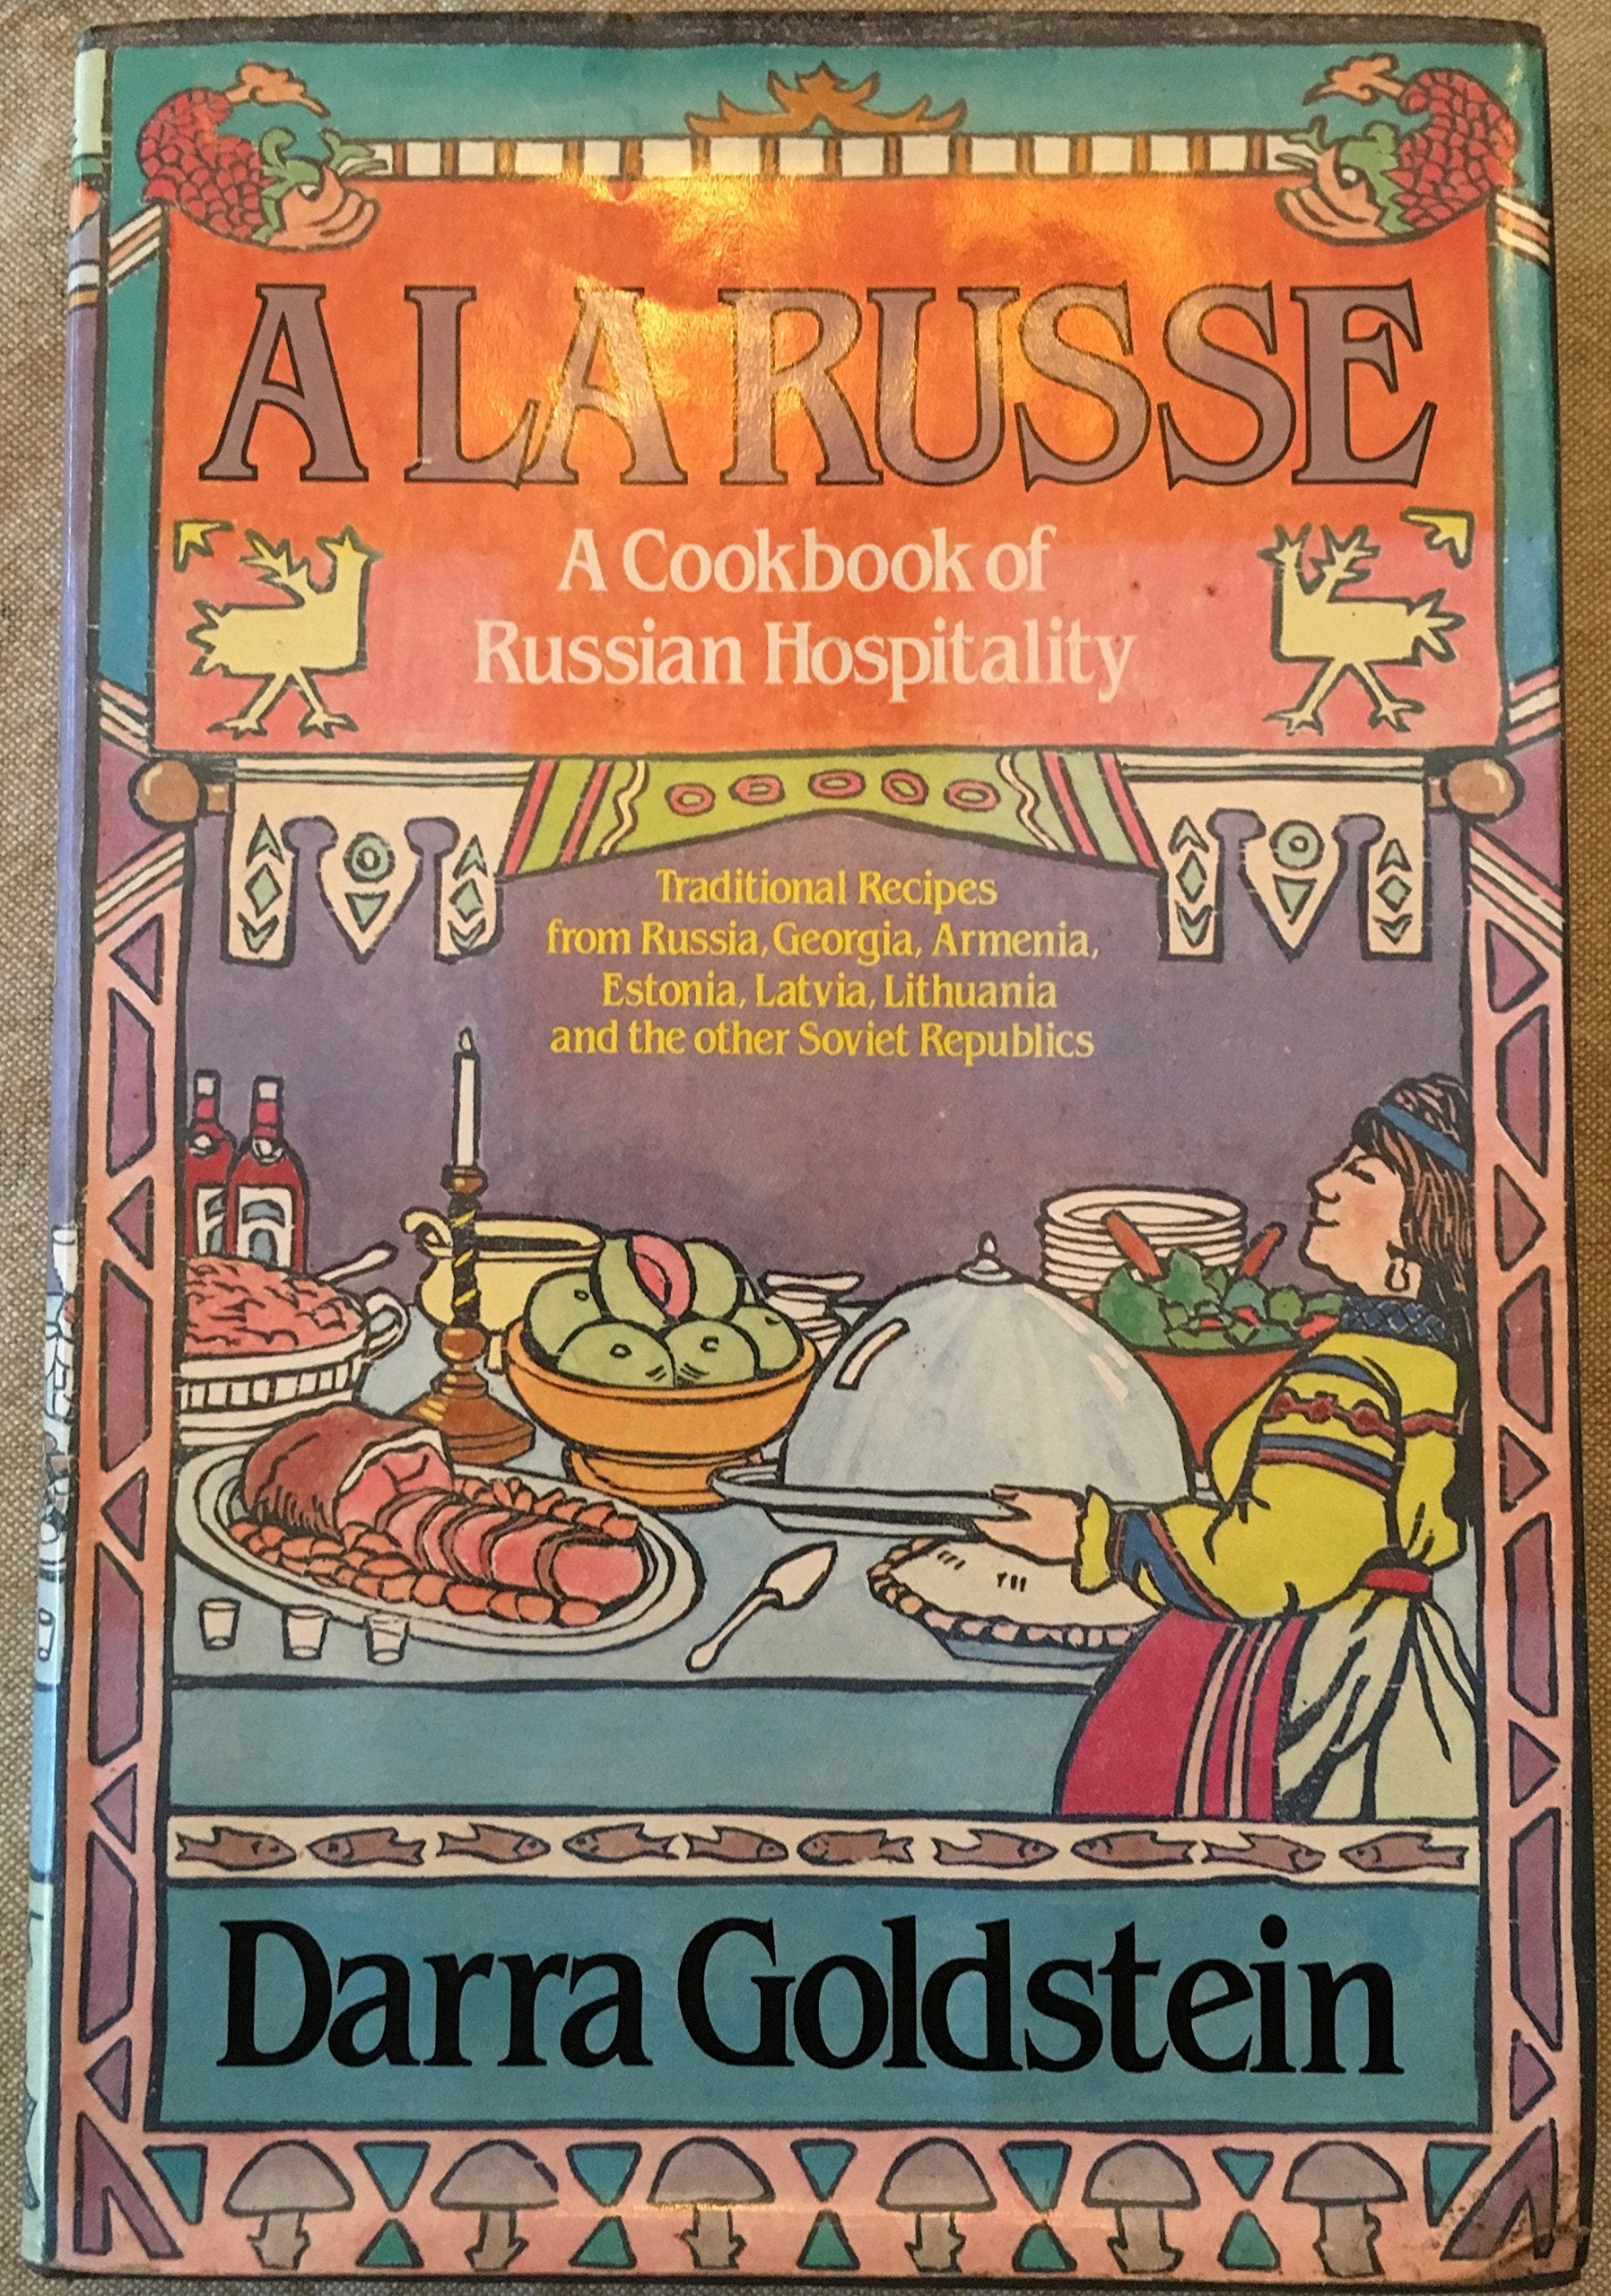 A LA RUSSE
A Cookbook of
Russian Hospitality
Traditional Recipes
from Russia, Georgia, Armenia,
Estonia, Latvia, Lithuania
and the other Soviet Republics
Darra Goldstein